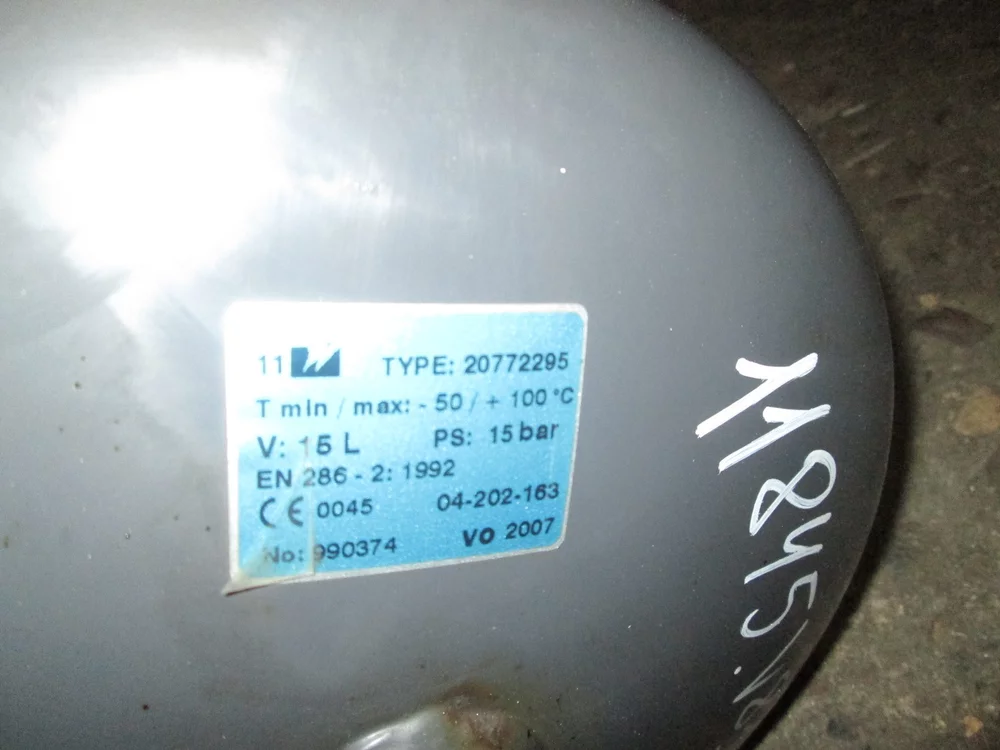 11 TYPE: 20772295
T min / max: - 50 / + 100 °C
V: 15 L PS: 15 bar
EN 286 - 2: 1992
CE 0045 04-202-163
No: 990374 VO 2007
11845